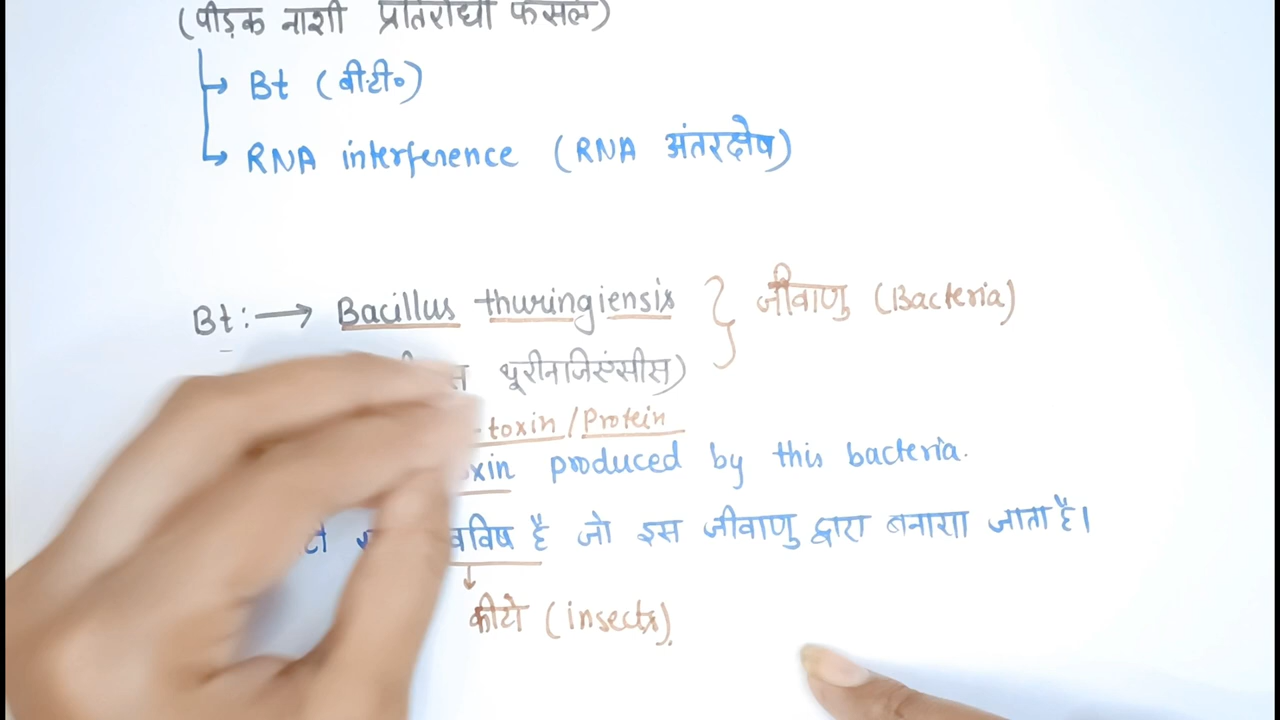 (पीड़क नाशी प्रतिरोधी फसल)
Bt (बी.टी॰)
RNA interference (RNA अंतरक्षेप)
Bt:→ Bacillus thuringiensis } जीवाणु (Bacteria)
थूरीनजिएंसीस)
-toxin/Protein
produced by this bacteria.
है जो इस जीवाणु द्वारा बनाया जाता है।
कीटो (insects).